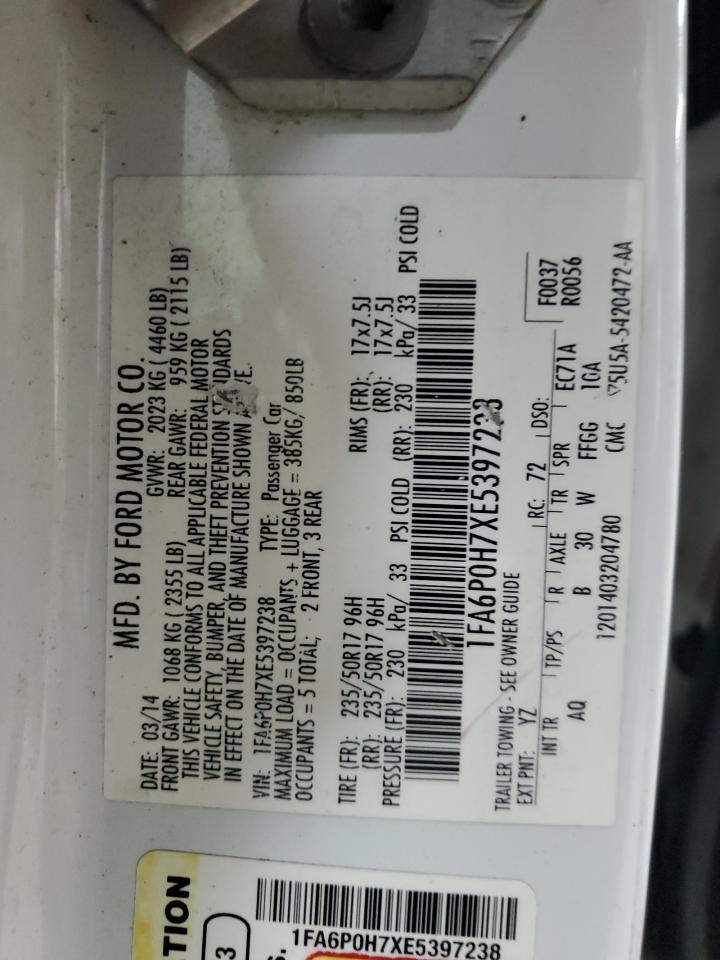 MFD. BY FORD MOTOR CO.
DATE: 03/14 GVWR: 2023 KG ( 4460 LB)
FRONT GAWR: 1068 KG ( 2355 LB) REAR GAWR: 959 KG ( 2115 LB)
THIS VEHICLE CONFORMS TO ALL APPLICABLE FEDERAL MOTOR
VEHICLE SAFETY, BUMPER, AND THEFT PREVENTION STANDARDS
IN EFFECT ON THE DATE OF MANUFACTURE SHOWN ABOVE.
VIN: 1FA6P0H7XE5397238 TYPE: Passenger Car
MAXIMUM LOAD = OCCUPANTS + LUGGAGE = 385KG/ 850LB
OCCUPANTS = 5 TOTAL; 2 FRONT, 3 REAR
TIRE (FR): 235/50R17 96H RIMS (FR): 17x7.5J
(RR): 235/50R17 96H (RR): 17x7.5J
PRESSURE (FR): 230 kPa/ 33 PSI COLD (RR): 230 kPa/ 33 PSI COLD
1FA6P0H7XE5397238
TRAILER TOWING - SEE OWNER GUIDE
EXT PNT: YZ RC: 72 DSO: F0037
R0056
INT TR TP/PS R AXLE TR SPR EC71A
AQ B 30 W FFGG 1GA
1201403204780 CMC 75U5A-5420472-AA
TION
3
S.
1FA6P0H7XE5397238